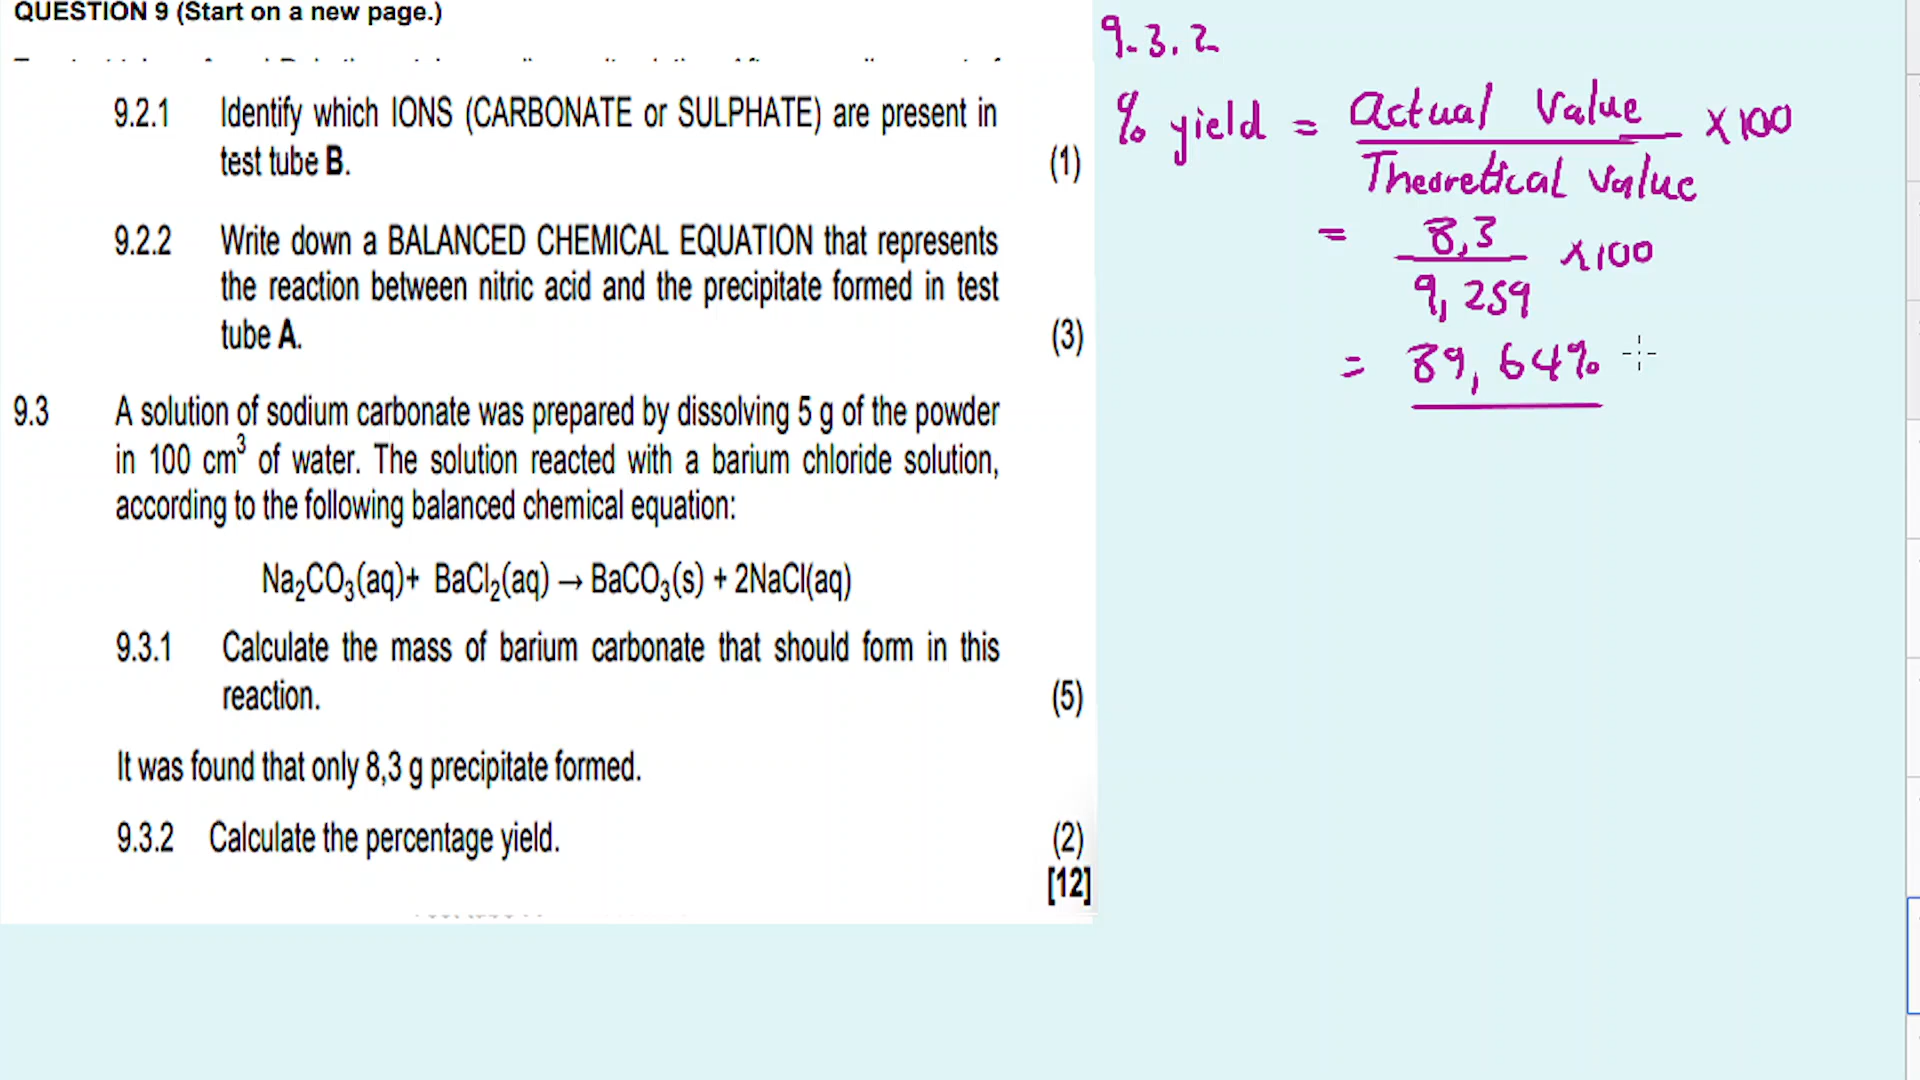 QUESTION 9 (Start on a new page.)
9.2.1 Identify which IONS (CARBONATE or SULPHATE) are present in
test tube B. (1)
9.2.2 Write down a BALANCED CHEMICAL EQUATION that represents
the reaction between nitric acid and the precipitate formed in test
tube A. (3)
9.3 A solution of sodium carbonate was prepared by dissolving 5 g of the powder
in 100 cm³ of water. The solution reacted with a barium chloride solution,
according to the following balanced chemical equation:
Na₂CO₃(aq)+ BaCl₂(aq) → BaCO₃(s) + 2NaCl(aq)
9.3.1 Calculate the mass of barium carbonate that should form in this
reaction. (5)
It was found that only 8,3 g precipitate formed.
9.3.2 Calculate the percentage yield. (2)
[12]
9.3.2
% yield = Actual Value × 100
Theoretical Value
= 8,3 × 100
9,259
= 89,64%